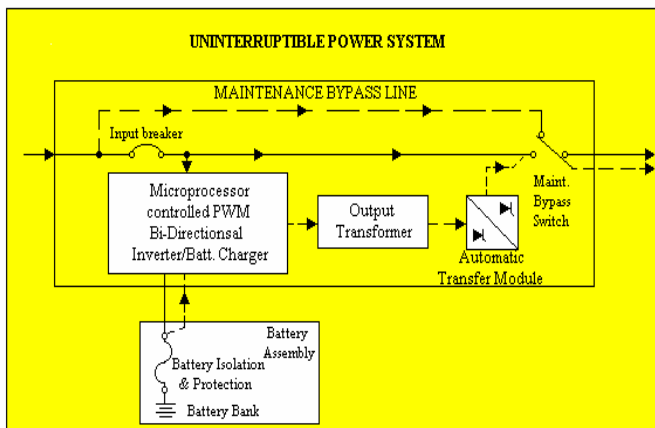 UNINTERRUPTIBLE POWER SYSTEM
MAINTENANCE BYPASS LINE
Input breaker
Microprocessor
controlled PWM
Bi-Directionsal
Inverter/Batt. Charger
Output
Transformer
Maint.
Bypass
Switch
Automatic
Transfer Module
Battery
Assembly
Battery Isolation
& Protection
Battery Bank